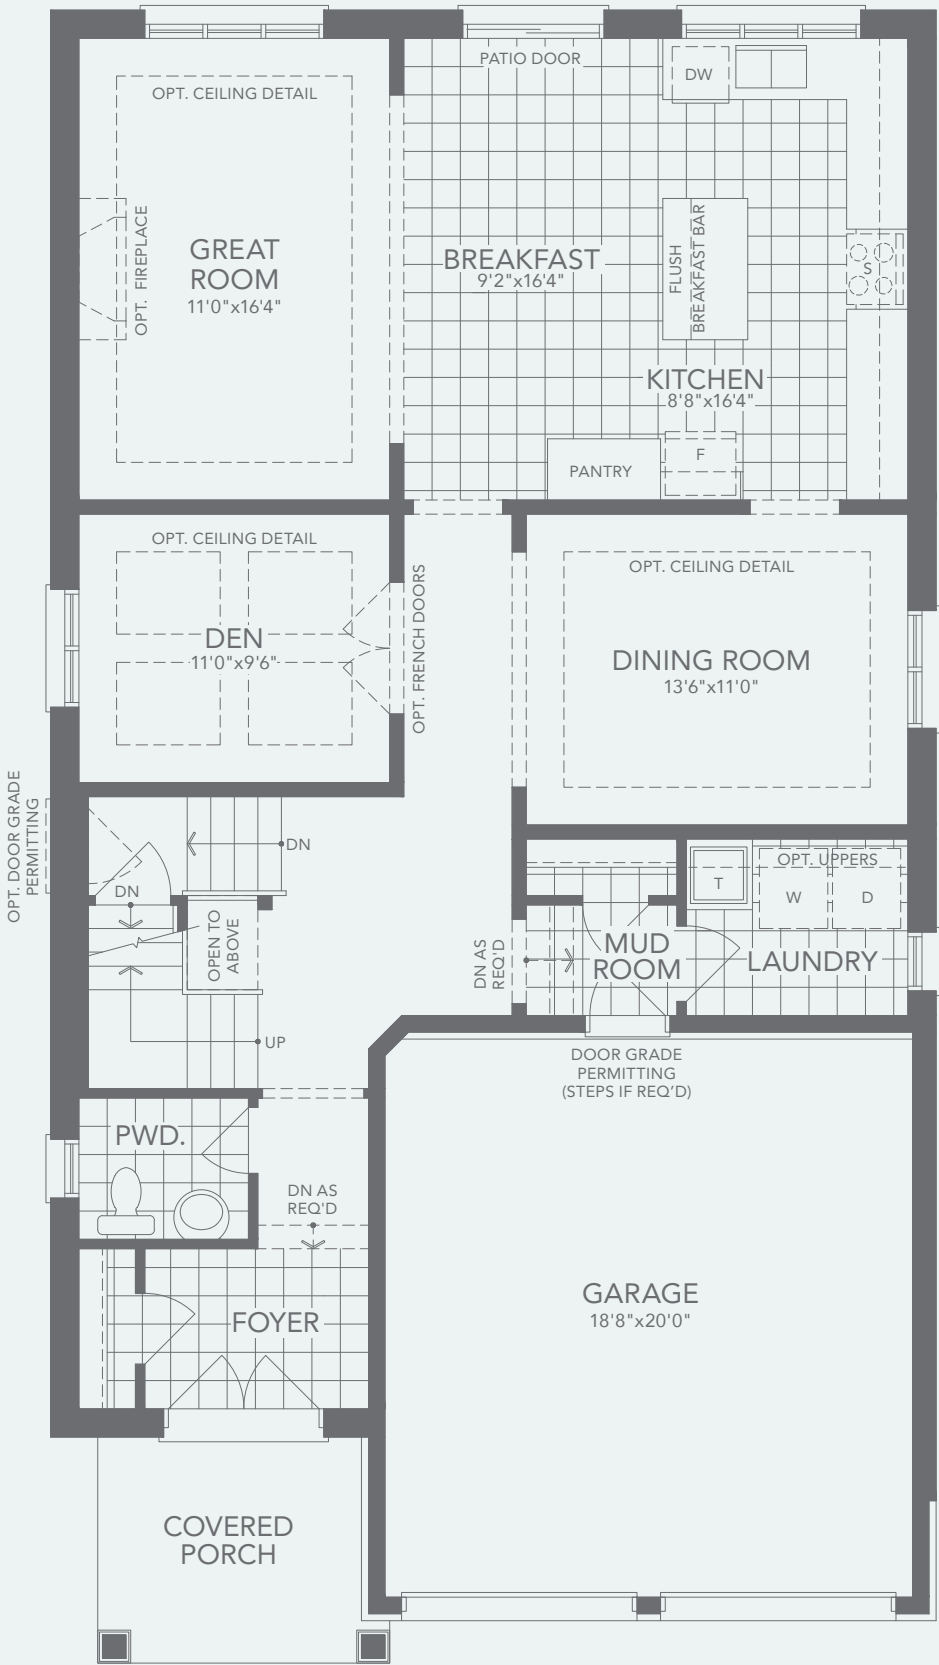 PATIO DOOR
DW
OPT. CEILING DETAIL
OPT. FIREPLACE
GREAT
ROOM
11'0"x16'4"
BREAKFAST
9'2"x16'4"
FLUSH
BREAKFAST BAR
S
KITCHEN
8'8"x16'4"
PANTRY
F
OPT. CEILING DETAIL
DEN
11'0"x9'6"
OPT. FRENCH DOORS
OPT. CEILING DETAIL
DINING ROOM
13'6"x11'0"
OPT. DOOR GRADE
PERMITTING
DN
DN
OPEN TO
ABOVE
UP
DN AS
REQ'D
MUD
ROOM
T
OPT. UPPERS
W
D
LAUNDRY
DOOR GRADE
PERMITTING
(STEPS IF REQ'D)
PWD.
DN AS
REQ'D
FOYER
GARAGE
18'8"x20'0"
COVERED
PORCH